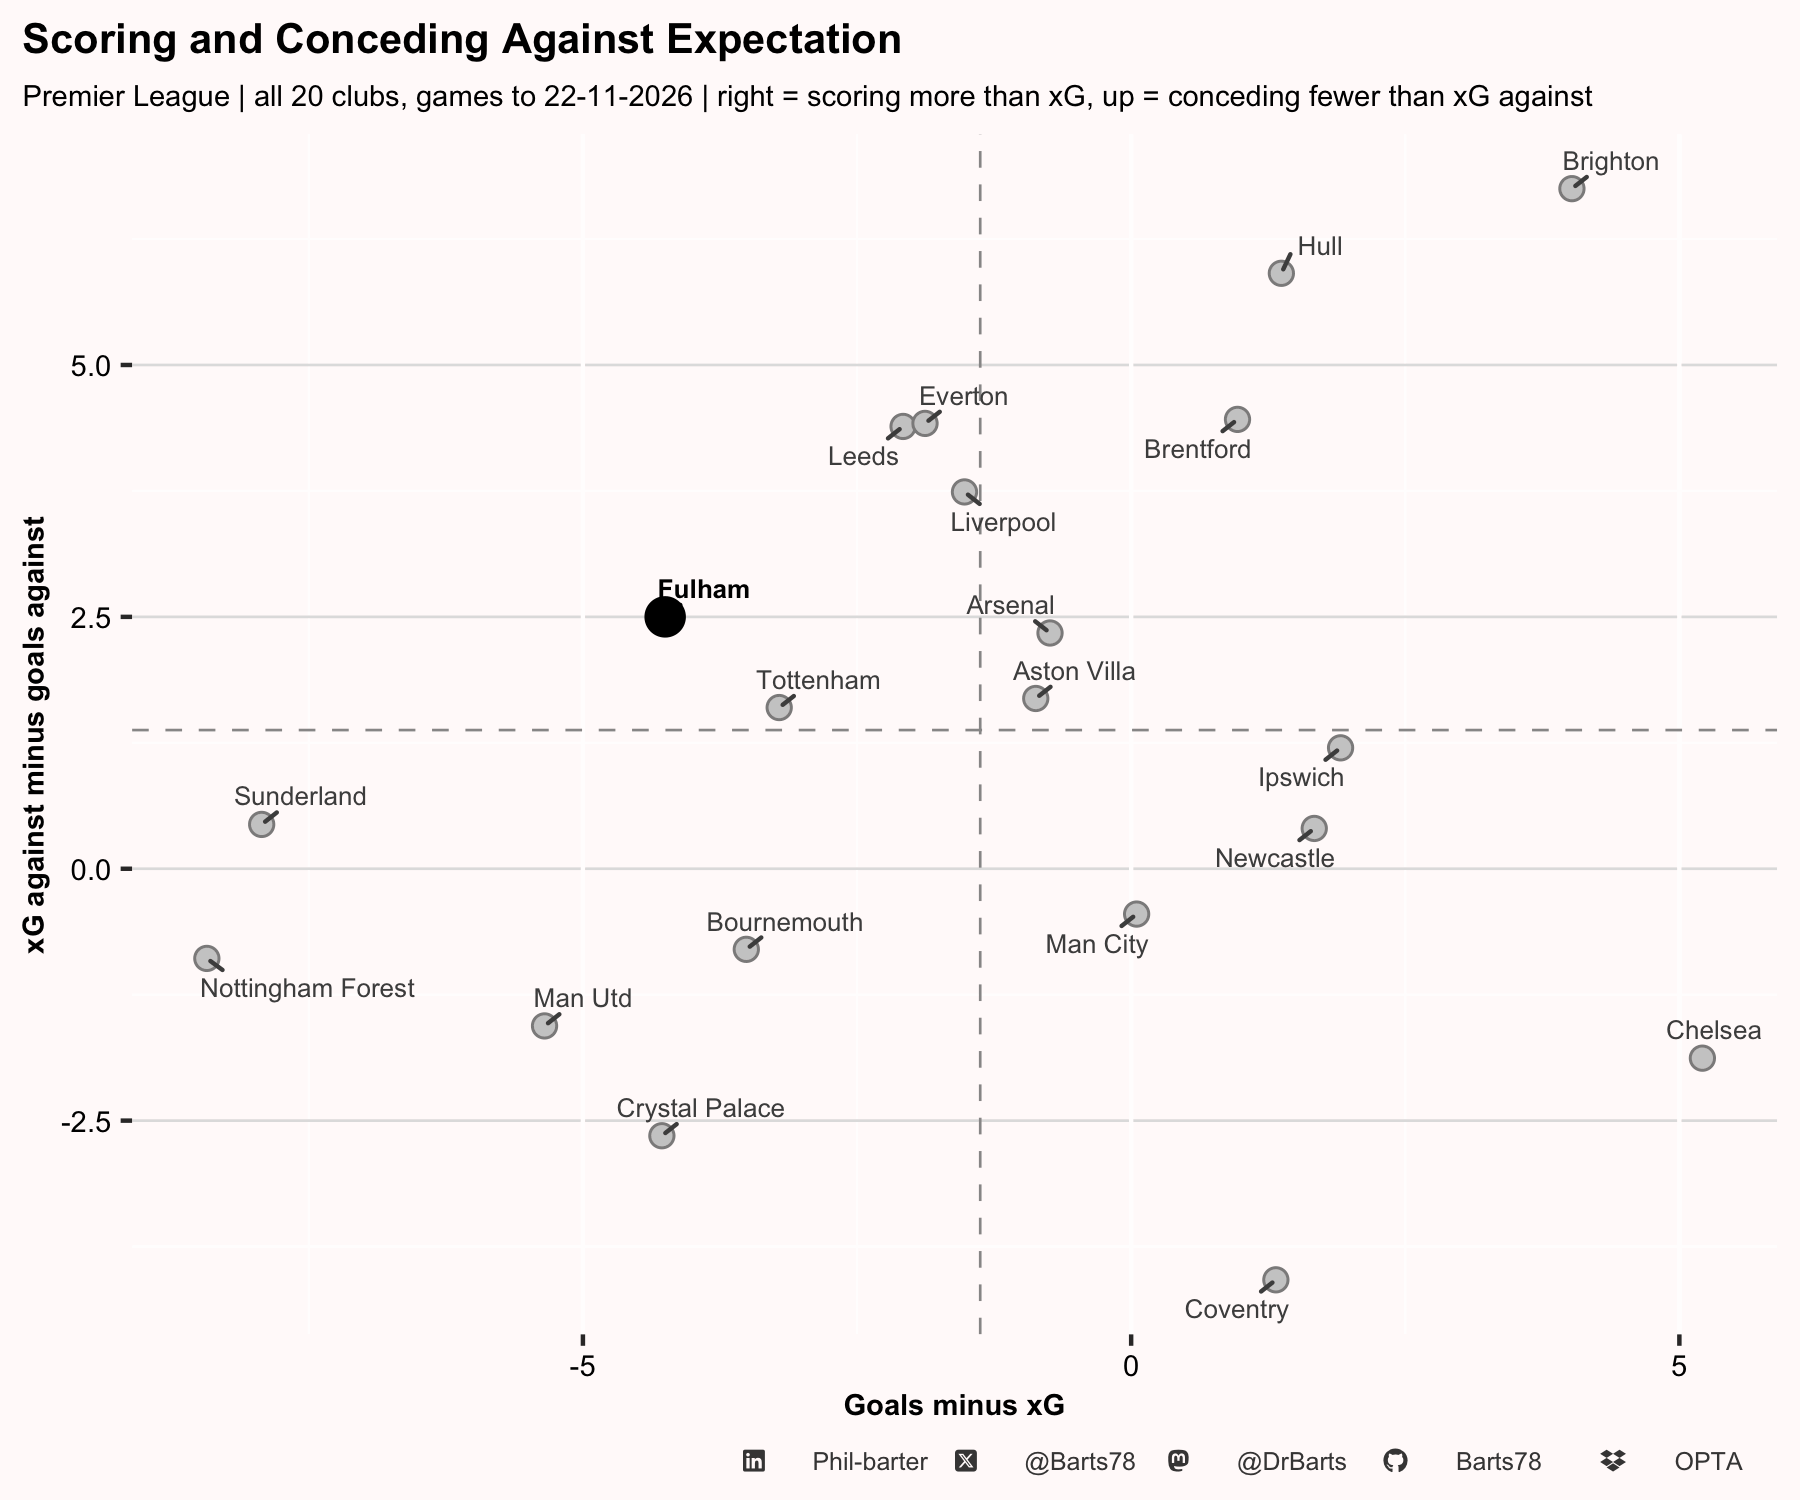 Scoring and Conceding Against Expectation
Premier League | all 20 clubs, games to 22-11-2026 | right = scoring more than xG, up = conceding fewer than xG against
Brighton
Hull
5.0
Everton
Leeds
Brentford
Liverpool
Fulham
2.5
Arsenal
Aston Villa
Tottenham
Ipswich
Sunderland
Newcastle
0.0
xG against minus goals against
Bournemouth
Man City
Nottingham Forest
Man Utd
Chelsea
Crystal Palace
-2.5
Coventry
-5 0 5
Goals minus xG
Phil-barter @Barts78 @DrBarts Barts78 OPTA